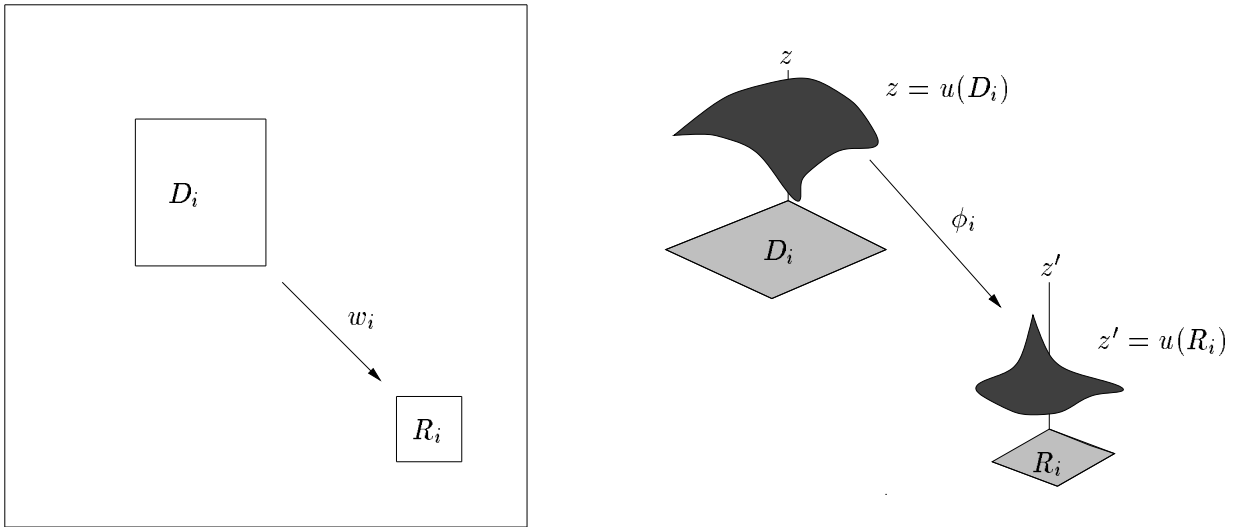 D_i
w_i
R_i
z
z = u(D_i)
D_i
ϕ_i
z′
z′ = u(R_i)
R_i